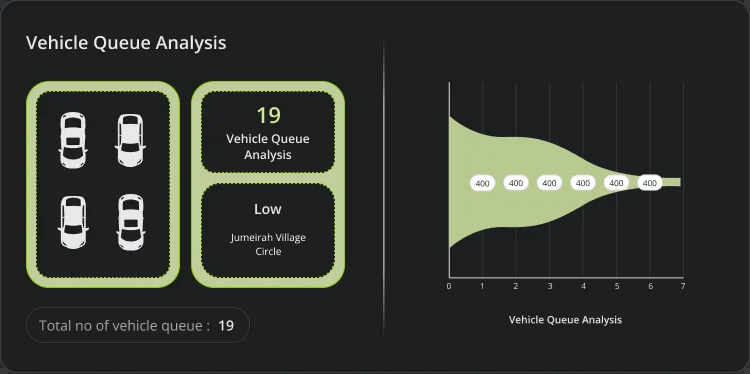 Vehicle Queue Analysis
19
Vehicle Queue
Analysis
Low
Jumeirah Village
Circle
Total no of vehicle queue : 19
400 400 400 400 400 400
0 1 2 3 4 5 6 7
Vehicle Queue Analysis